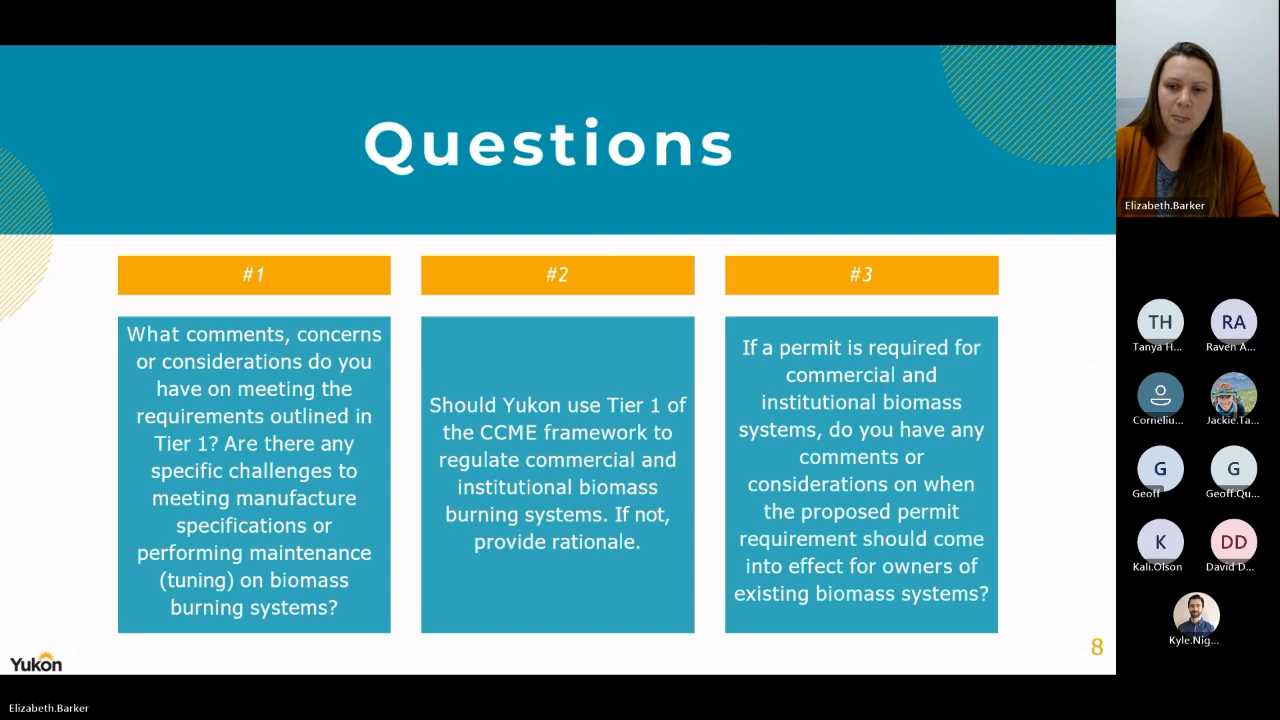 Questions
#1
What comments, concerns
or considerations do you
have on meeting the
requirements outlined in
Tier 1? Are there any
specific challenges to
meeting manufacture
specifications or
performing maintenance
(tuning) on biomass
burning systems?
#2
Should Yukon use Tier 1 of
the CCME framework to
regulate commercial and
institutional biomass
burning systems. If not,
provide rationale.
#3
If a permit is required for
commercial and
institutional biomass
systems, do you have any
comments or
considerations on when
the proposed permit
requirement should come
into effect for owners of
existing biomass systems?
8
Yukon
Elizabeth.Barker
TH
Tanya H...
RA
Raven A...
Corneliu...
Jackie.Ta...
G
Geoff
G
Geoff.Qu...
K
Kali.Olson
DD
David D...
Kyle.Nig...
Elizabeth.Barker